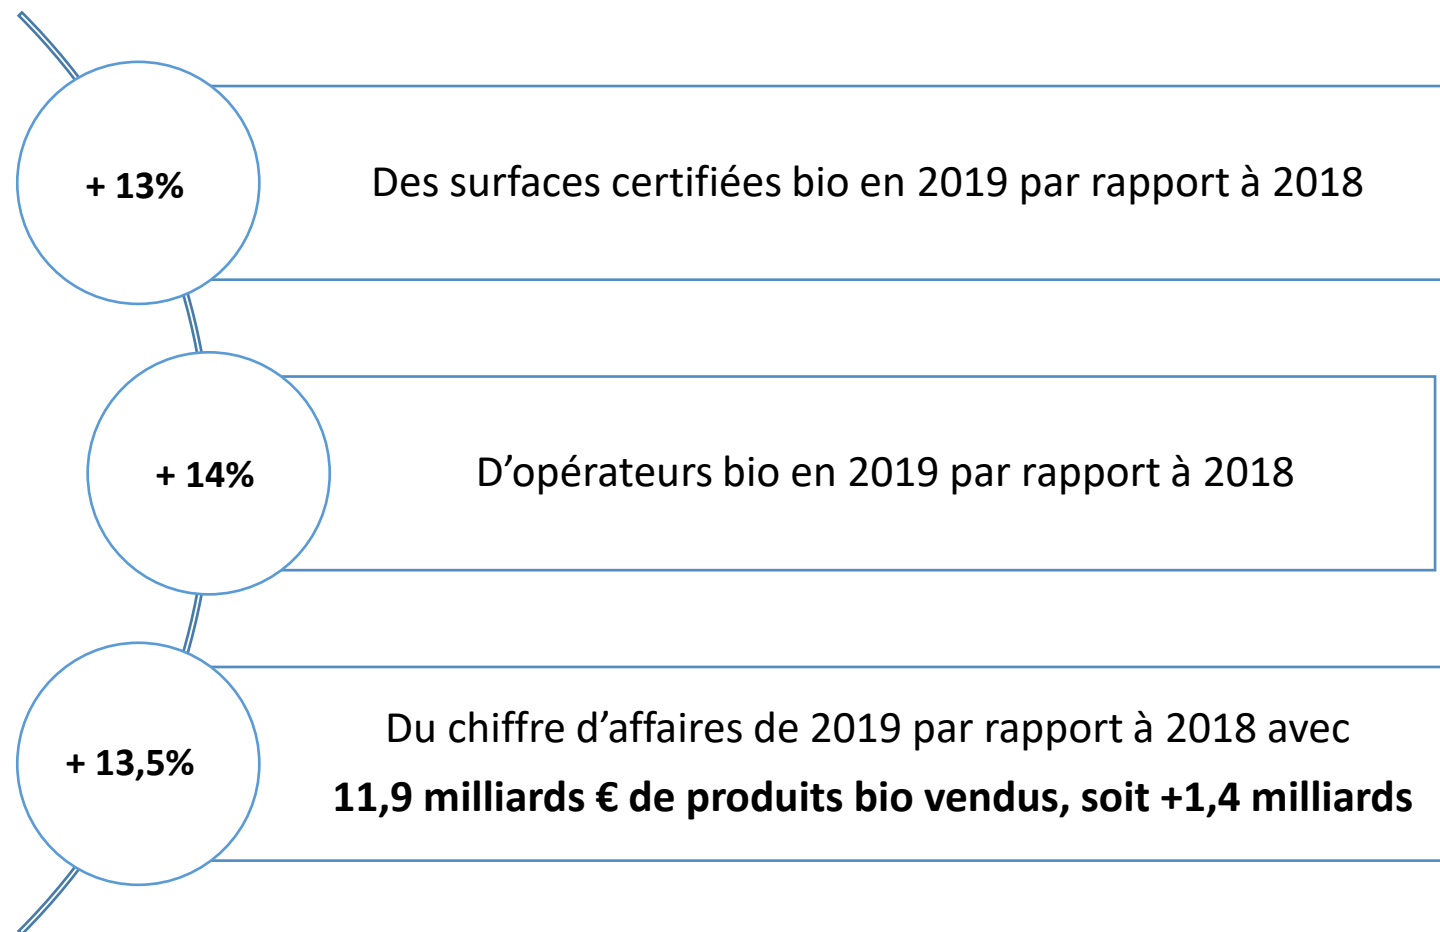 + 13%
Des surfaces certifiées bio en 2019 par rapport à 2018
+ 14%
D’opérateurs bio en 2019 par rapport à 2018
+ 13,5%
Du chiffre d’affaires de 2019 par rapport à 2018 avec
11,9 milliards € de produits bio vendus, soit +1,4 milliards